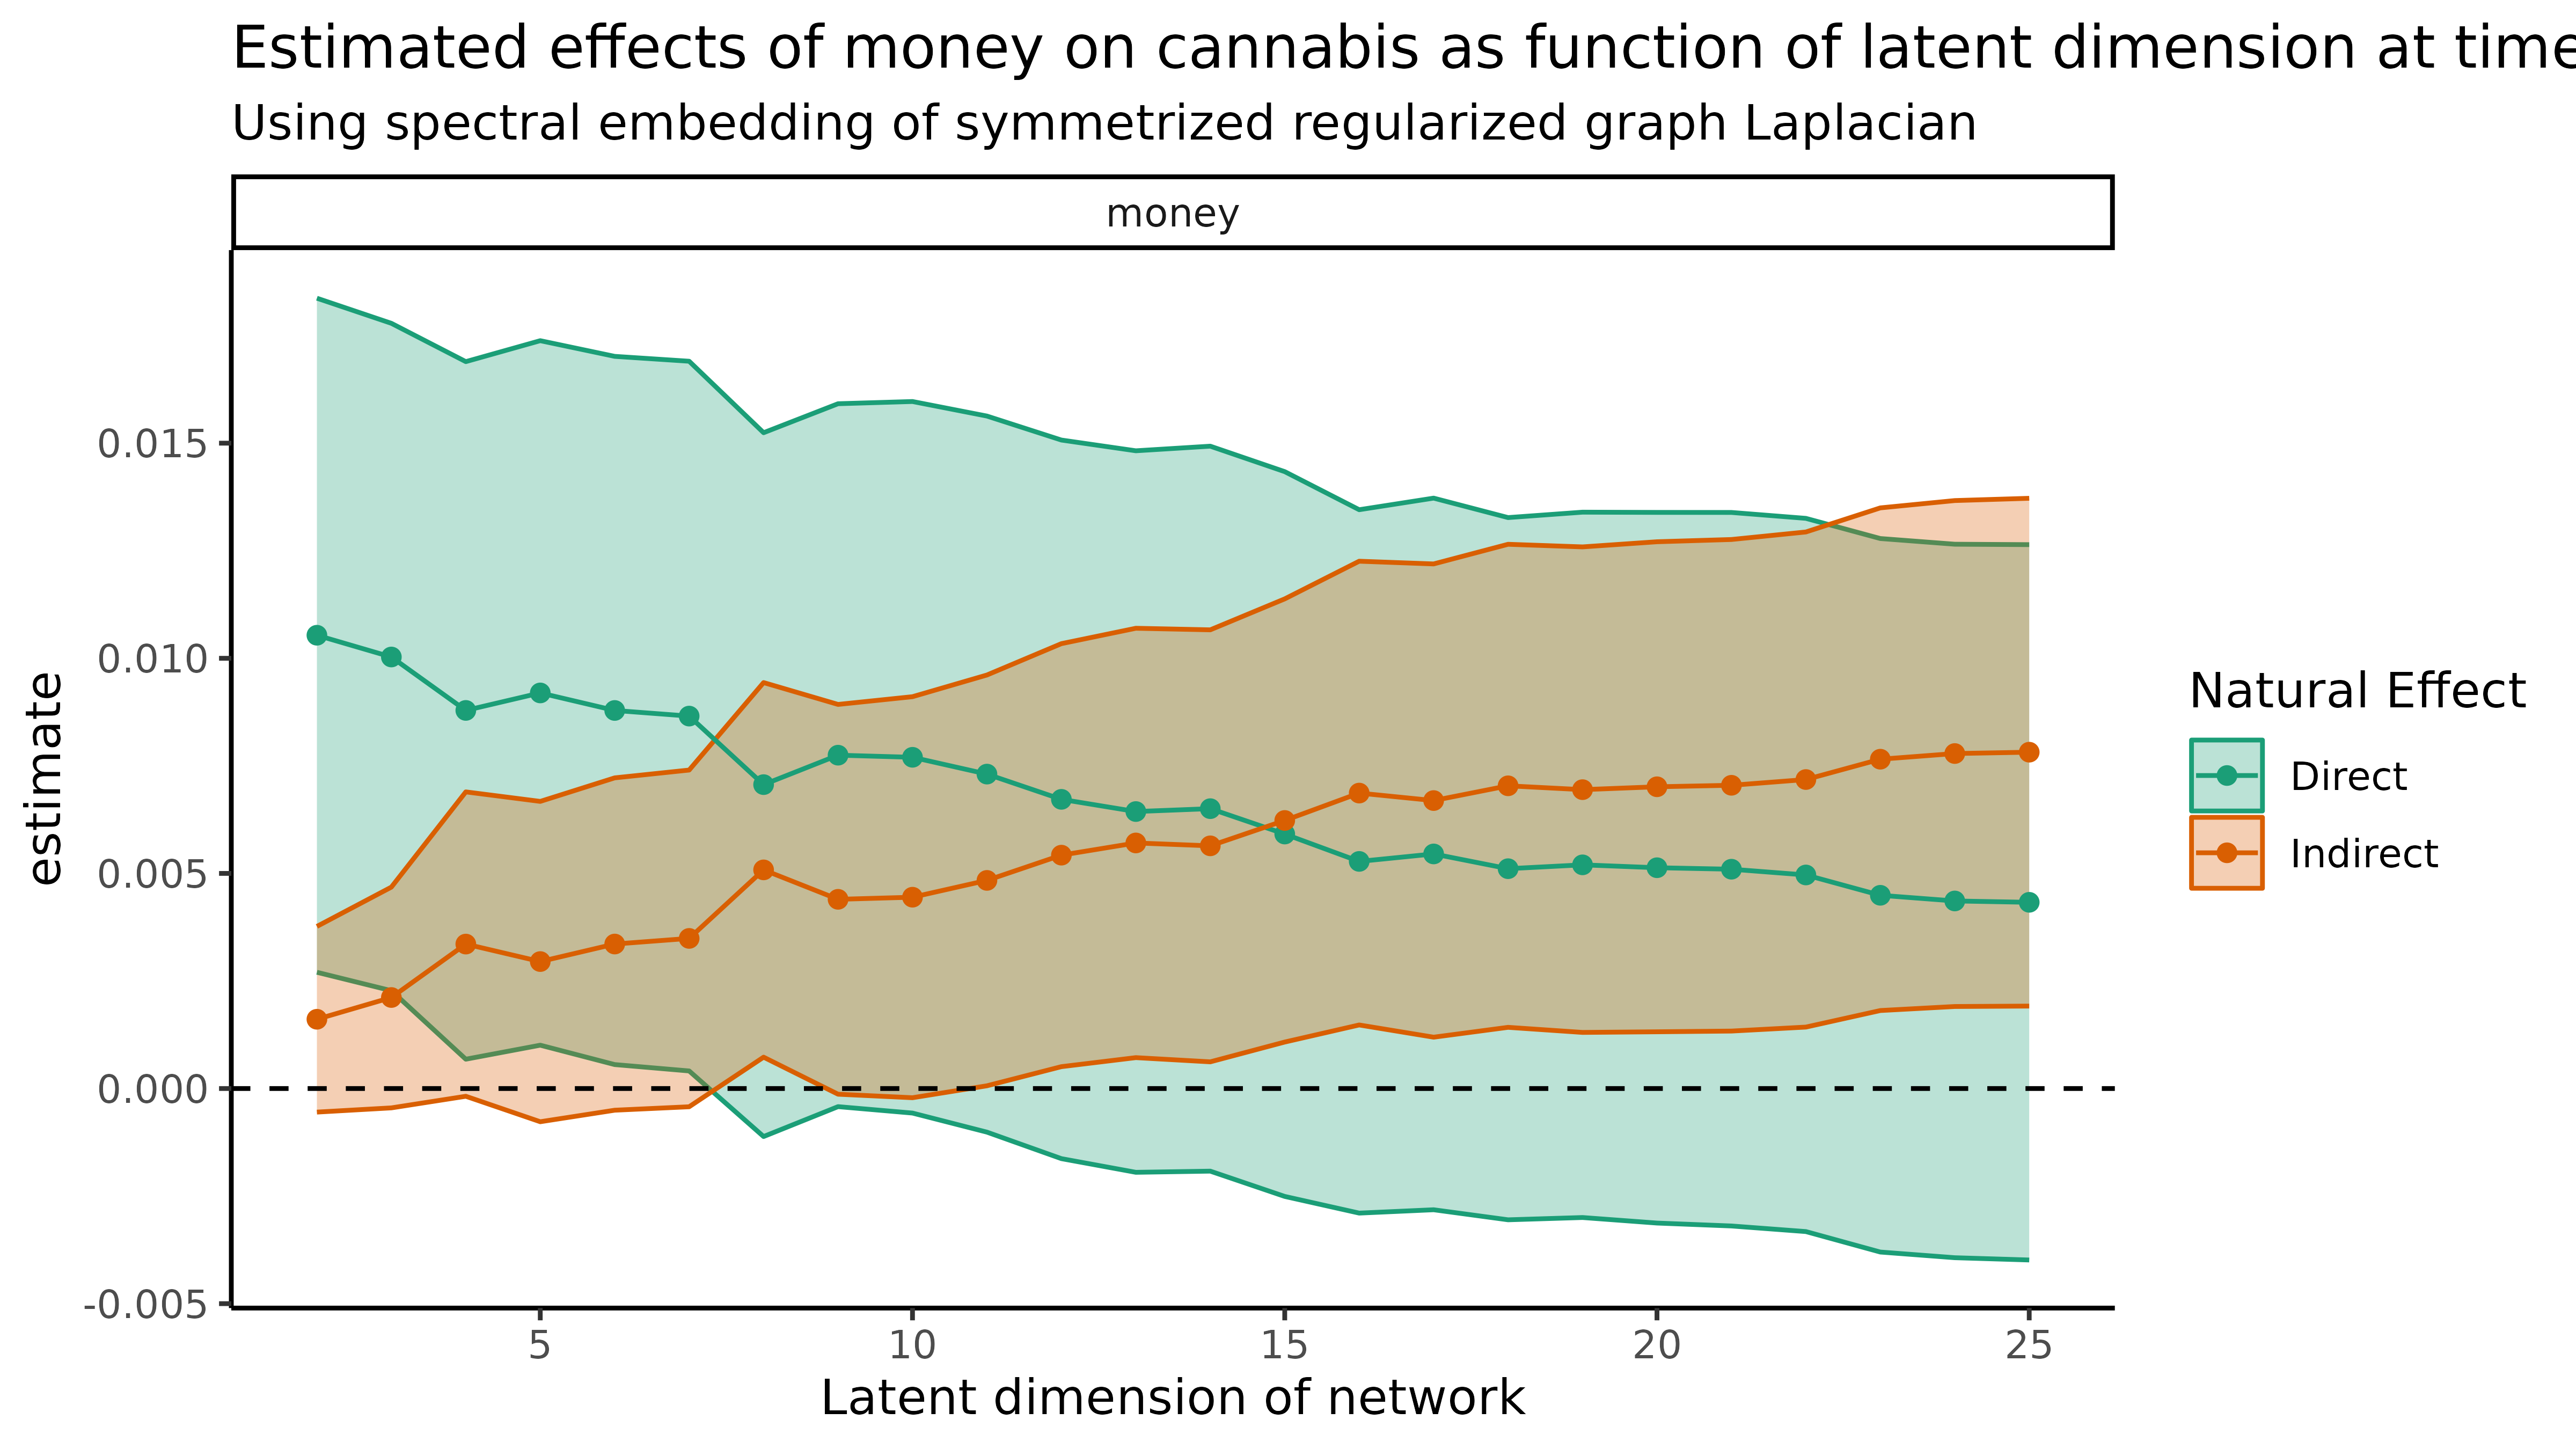 Estimated effects of money on cannabis as function of latent dimension at time
Using spectral embedding of symmetrized regularized graph Laplacian
money
0.015
0.010
0.005
0.000
-0.005
estimate
5 10 15 20 25
Latent dimension of network
Natural Effect
Direct
Indirect